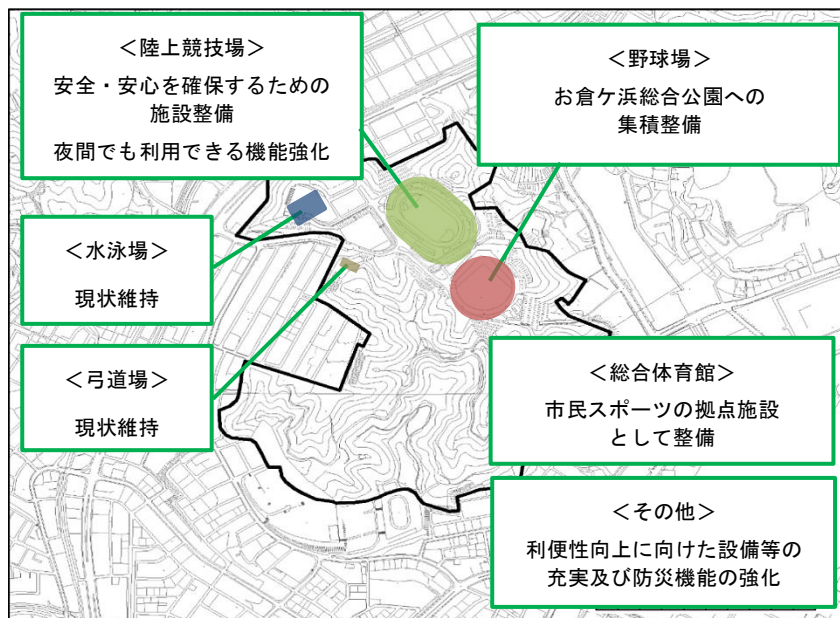 ＜陸上競技場＞
安全・安心を確保するための
施設整備
夜間でも利用できる機能強化
＜野球場＞
お倉ケ浜総合公園への
集積整備
＜水泳場＞
現状維持
＜弓道場＞
現状維持
＜総合体育館＞
市民スポーツの拠点施設
として整備
＜その他＞
利便性向上に向けた設備等の
充実及び防災機能の強化